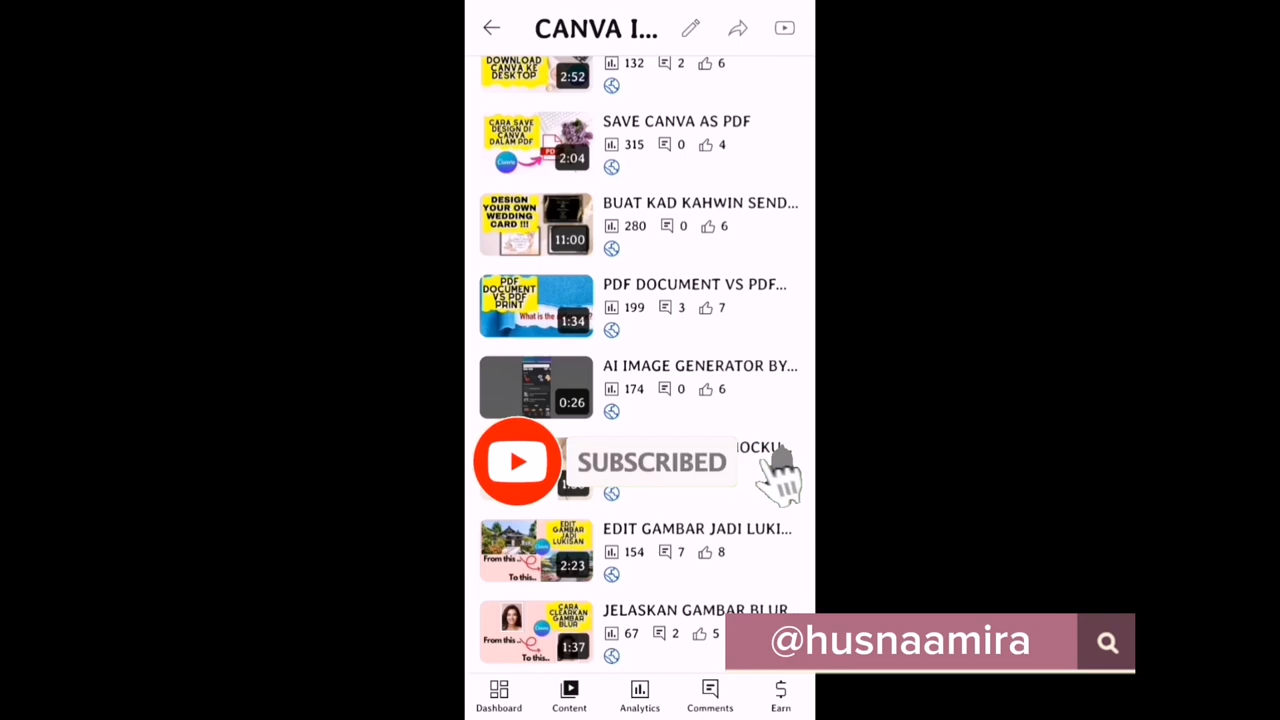 CANVA I...
DOWNLOAD
CANVA KE
DESKTOP
2:52
132 2 6
CARA SAVE
DESIGN DI
CANVA
DALAM PDF
Canva
2:04
SAVE CANVA AS PDF
315 0 4
DESIGN
YOUR OWN
WEDDING
CARD !!!
11:00
BUAT KAD KAHWIN SEND...
280 0 6
PDF
DOCUMENT
VS PDF
PRINT
What is the
1:34
PDF DOCUMENT VS PDF...
199 3 7
0:26
AI IMAGE GENERATOR BY...
174 0 6
SUBSCRIBED
EDIT
GAMBAR
JADI
LUKISAN
From this...
To this...
2:23
EDIT GAMBAR JADI LUKI...
154 7 8
CARA
CLEARKAN
GAMBAR
BLUR
From this...
To this..
1:37
JELASKAN GAMBAR BLUR
67 2 5
@husnaamira
Dashboard
Content
Analytics
Comments
Earn